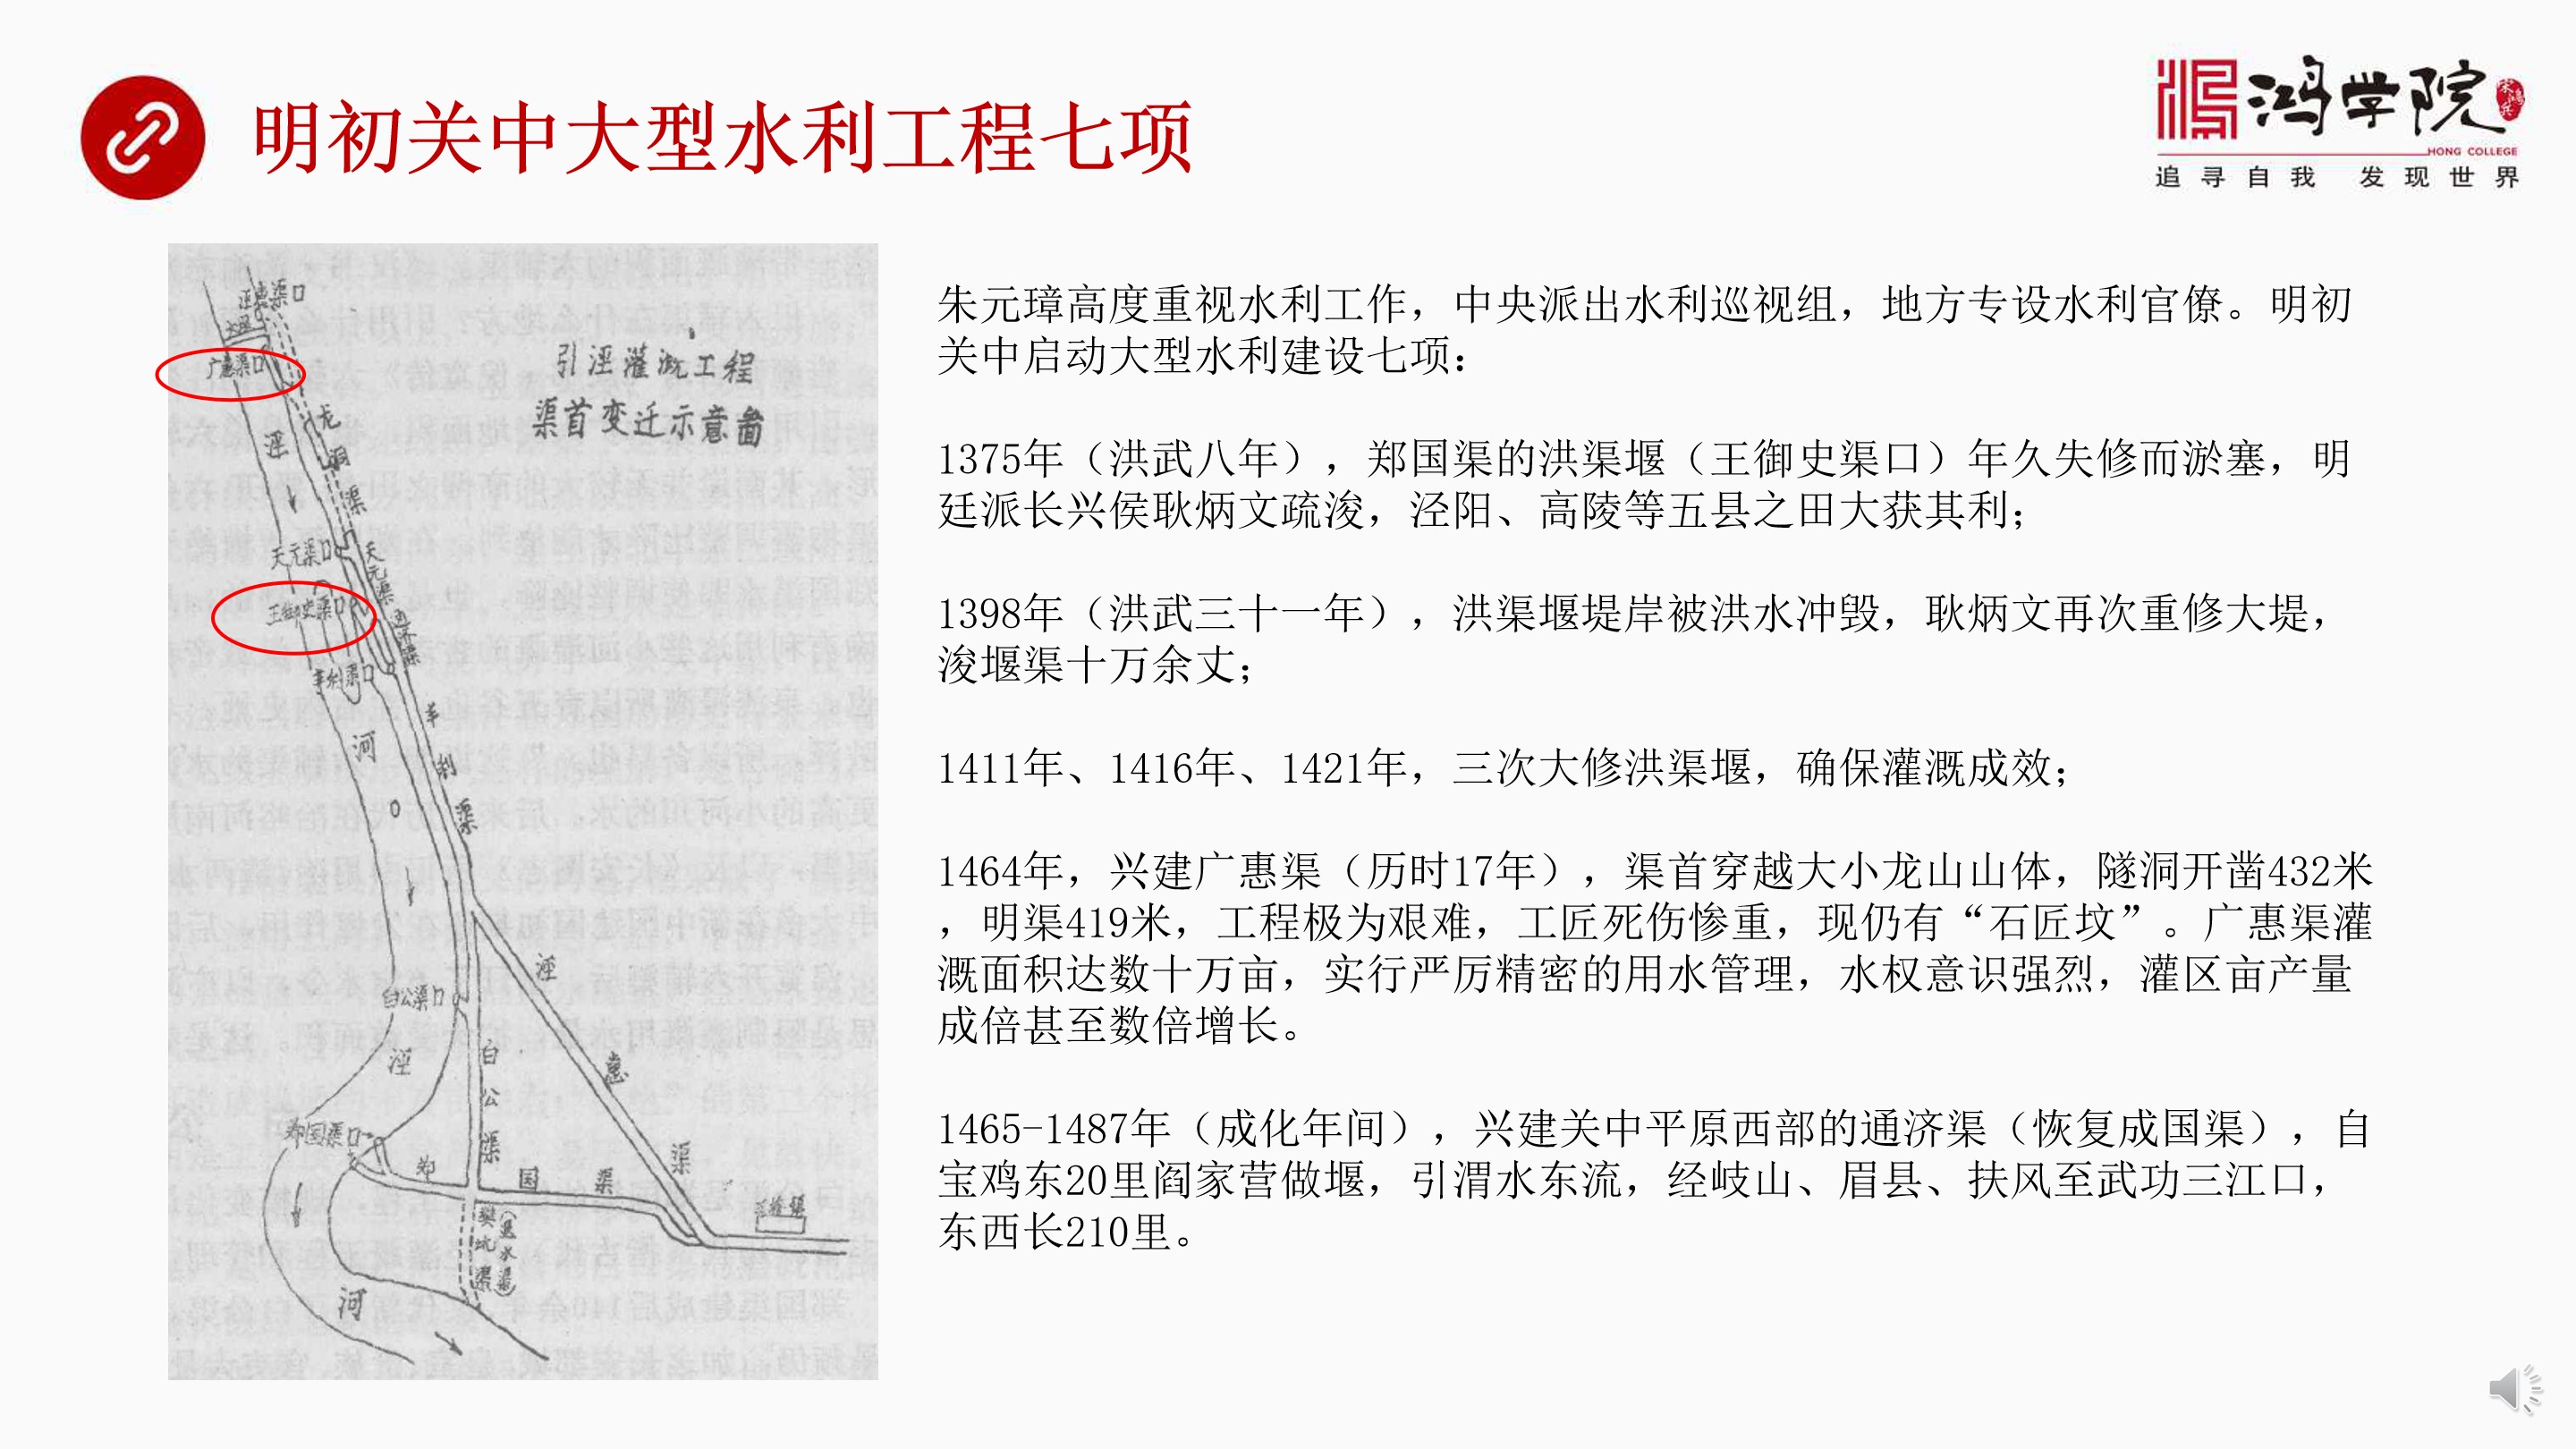 明初关中大型水利工程七项
鸿学院
HONG COLLEGE
追寻自我 发现世界
引泾灌溉工程
渠首变迁示意图
泾惠渠口
大坝
广惠渠口
龙洞渠
泾
天元渠口
天元渠
王御史渠口
丰利渠口
丰利渠
河
泾惠渠
白公渠口
白公渠
泾
郑国渠口
郑国渠
樊坑渠
(退水渠)
河
朱元璋高度重视水利工作，中央派出水利巡视组，地方专设水利官僚。明初
关中启动大型水利建设七项：
1375年（洪武八年），郑国渠的洪渠堰（王御史渠口）年久失修而淤塞，明
廷派长兴侯耿炳文疏浚，泾阳、高陵等五县之田大获其利；
1398年（洪武三十一年），洪渠堰堤岸被洪水冲毁，耿炳文再次重修大堤，
浚堰渠十万余丈；
1411年、1416年、1421年，三次大修洪渠堰，确保灌溉成效；
1464年，兴建广惠渠（历时17年），渠首穿越大小龙山山体，隧洞开凿432米
，明渠419米，工程极为艰难，工匠死伤惨重，现仍有“石匠坟”。广惠渠灌
溉面积达数十万亩，实行严厉精密的用水管理，水权意识强烈，灌区亩产量
成倍甚至数倍增长。
1465-1487年（成化年间），兴建关中平原西部的通济渠（恢复成国渠），自
宝鸡东20里阎家营做堰，引渭水东流，经岐山、眉县、扶风至武功三江口，
东西长210里。